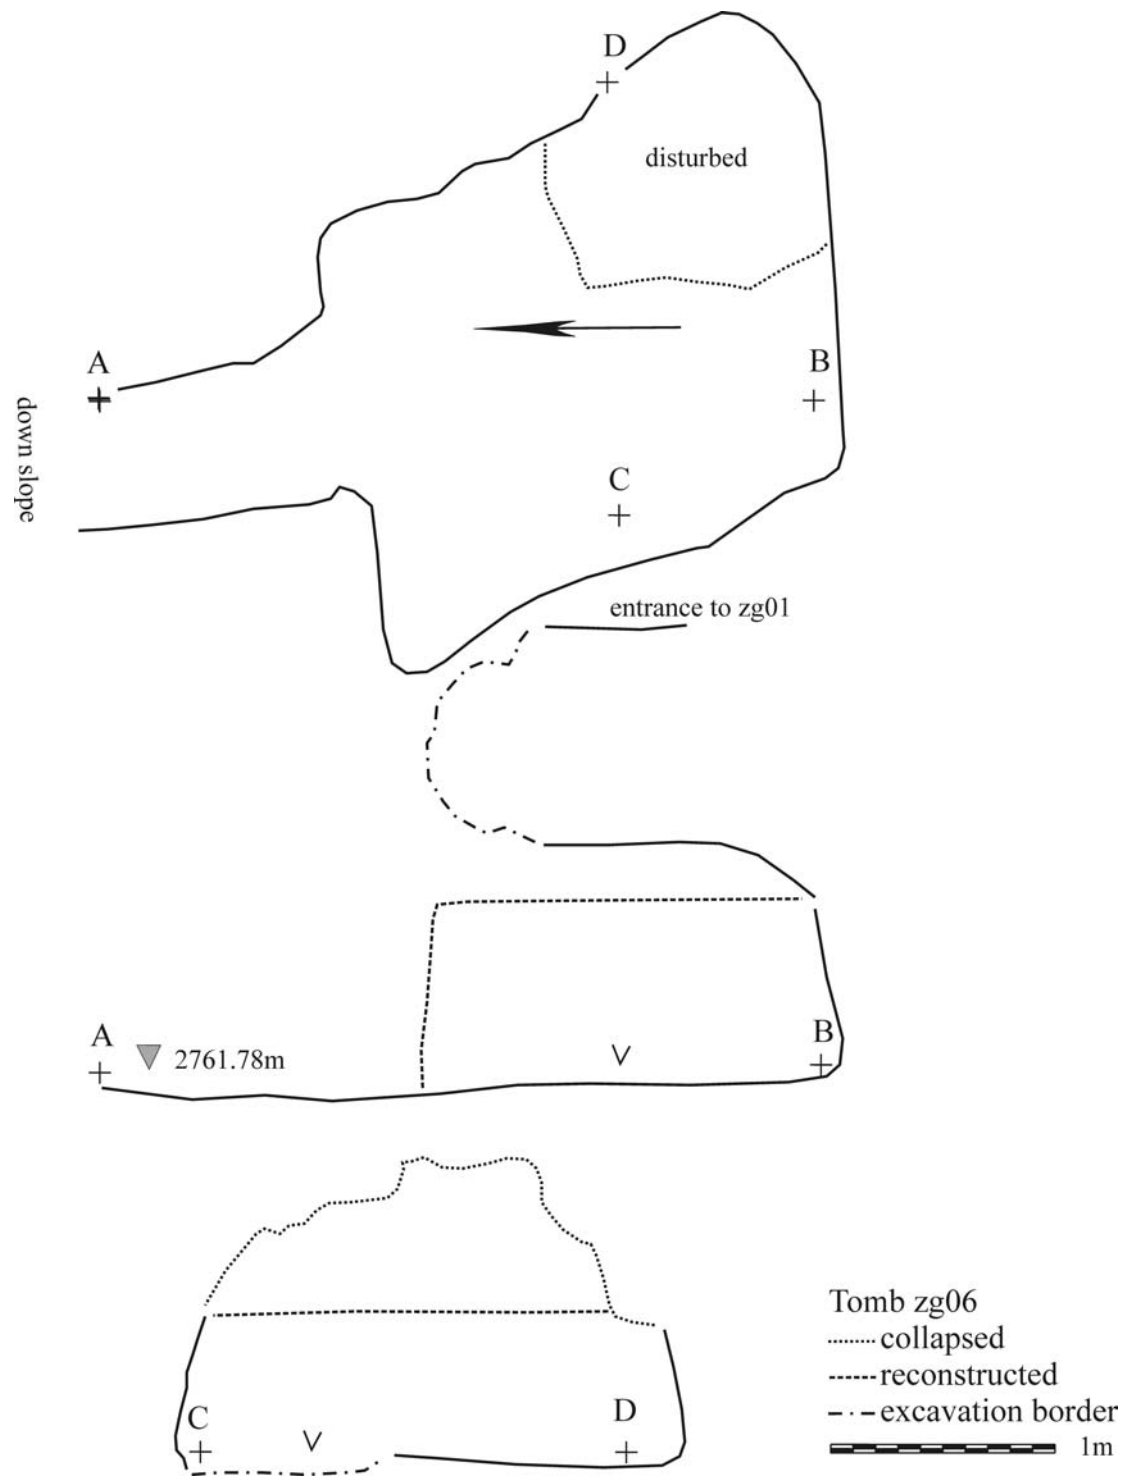 D
disturbed
A
B
down slope
C
entrance to zg01
A
2761.78m
B
C
D
Tomb zg06
collapsed
reconstructed
excavation border
1m